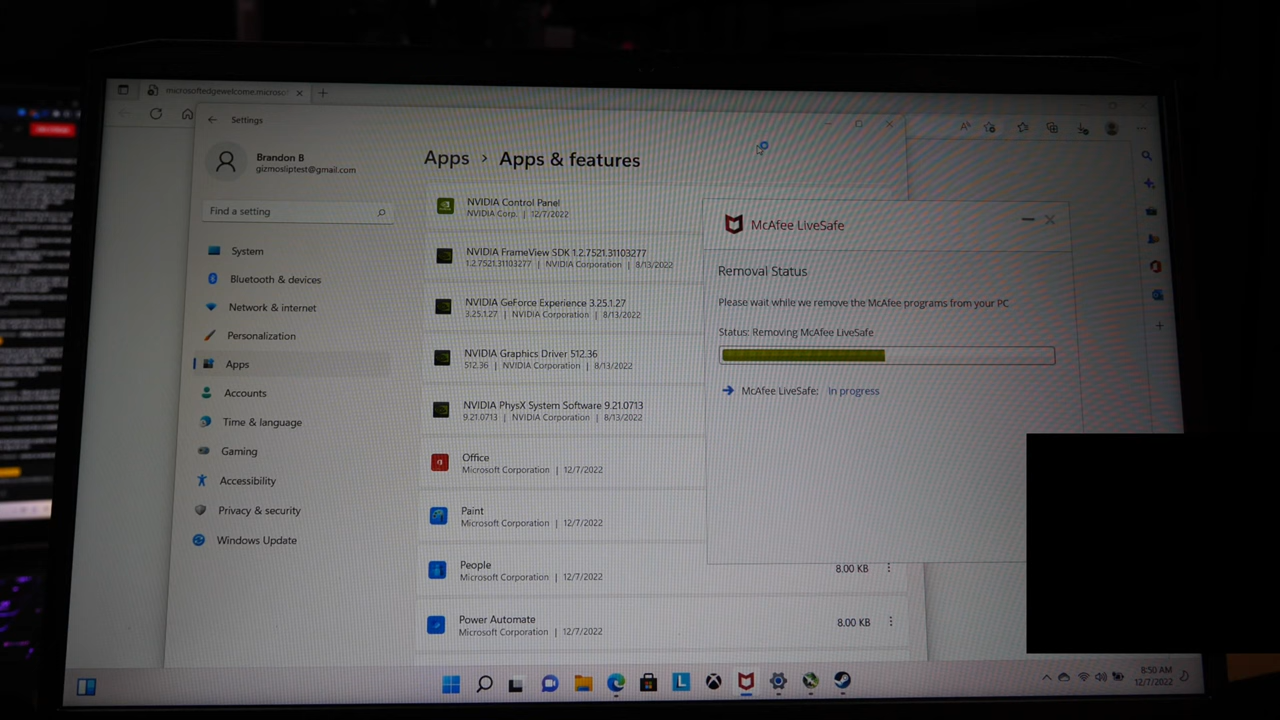 microsoftedgewelcome.microso
Settings
Brandon B
gizmosliptest@gmail.com
Find a setting
System
Bluetooth & devices
Network & internet
Personalization
Apps
Accounts
Time & language
Gaming
Accessibility
Privacy & security
Windows Update
Apps > Apps & features
NVIDIA Control Panel
NVIDIA Corp. | 12/7/2022
NVIDIA FrameView SDK 1.2.7521.31103277
1.2.7521.31103277 | NVIDIA Corporation | 8/13/2022
NVIDIA GeForce Experience 3.25.1.27
3.25.1.27 | NVIDIA Corporation | 8/13/2022
NVIDIA Graphics Driver 512.36
512.36 | NVIDIA Corporation | 8/13/2022
NVIDIA PhysX System Software 9.21.0713
9.21.0713 | NVIDIA Corporation | 8/13/2022
Office
Microsoft Corporation | 12/7/2022
Paint
Microsoft Corporation | 12/7/2022
People
Microsoft Corporation | 12/7/2022
8.00 KB
Power Automate
Microsoft Corporation | 12/7/2022
8.00 KB
McAfee LiveSafe
Removal Status
Please wait while we remove the McAfee programs from your PC
Status: Removing McAfee LiveSafe
McAfee LiveSafe: In progress
8:50 AM
12/7/2022